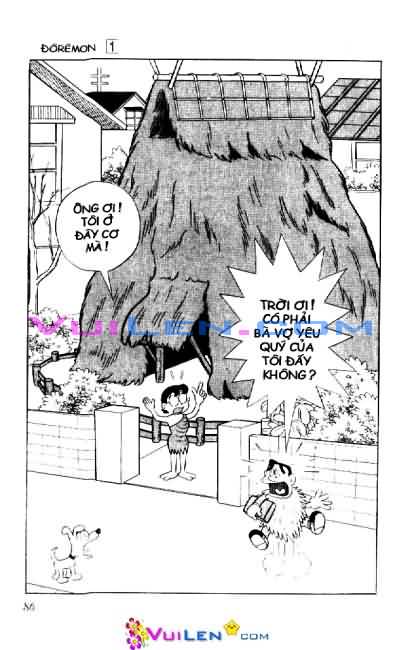 ĐÔRÊMON 1
ÔNG ƠI!
TÔI Ở
ĐÂY CƠ
MÀ!
TRỜI ƠI!
CÓ PHẢI
BÀ VỢ YÊU
QUÝ CỦA
TÔI ĐẤY
KHÔNG?
VUILEN.COM
86
VUILEN.COM